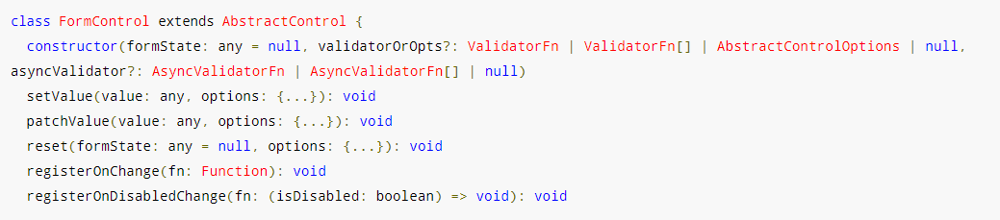 class FormControl extends AbstractControl {
constructor(formState: any = null, validatorOrOpts?: ValidatorFn | ValidatorFn[] | AbstractControlOptions | null,
asyncValidator?: AsyncValidatorFn | AsyncValidatorFn[] | null)
setValue(value: any, options: {...}): void
patchValue(value: any, options: {...}): void
reset(formState: any = null, options: {...}): void
registerOnChange(fn: Function): void
registerOnDisabledChange(fn: (isDisabled: boolean) => void): void